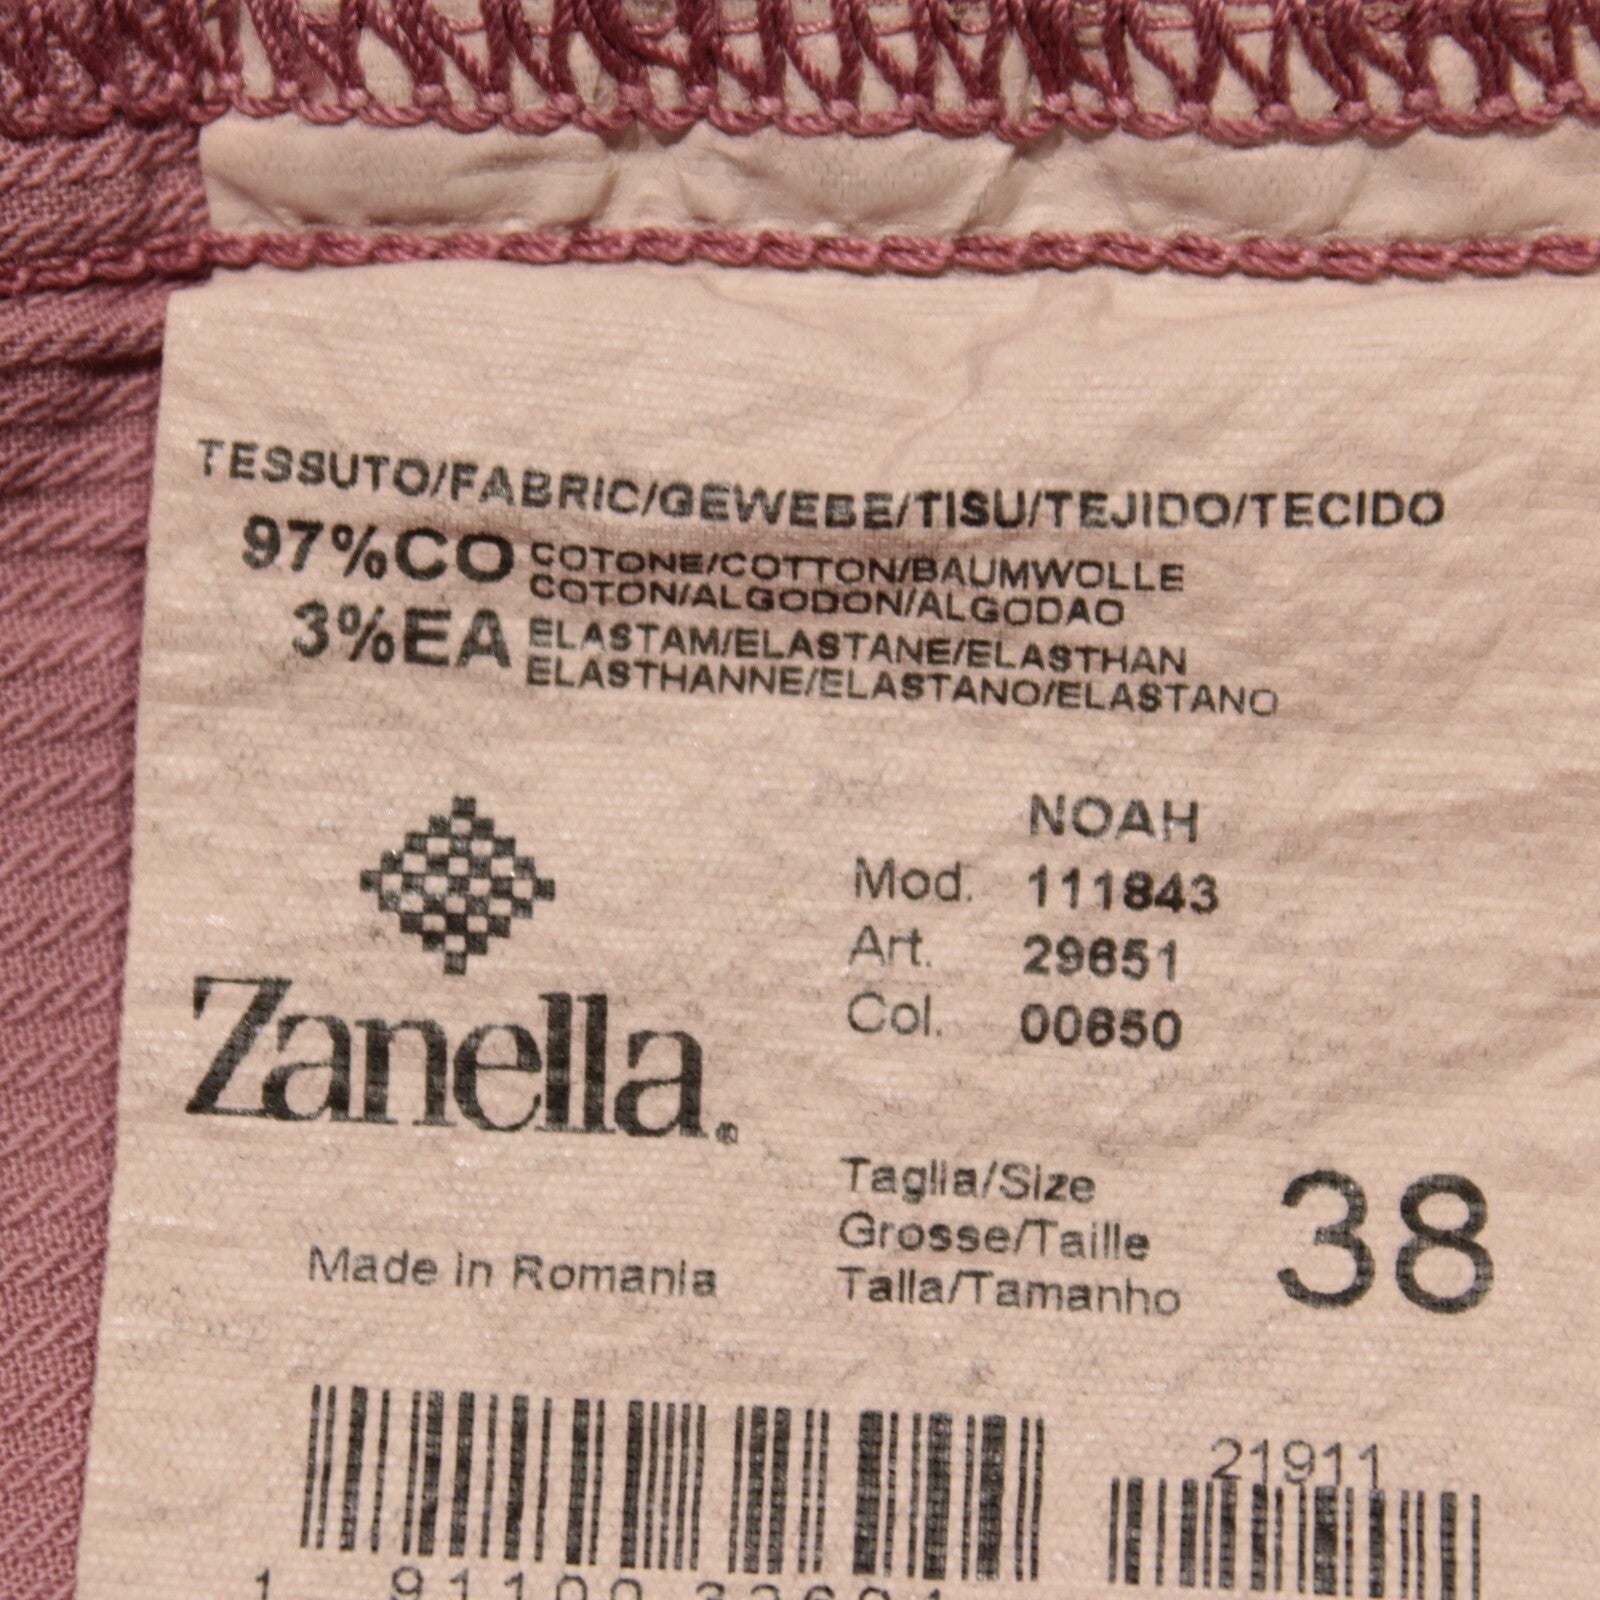 TESSUTO/FABRIC/GEWEBE/TISU/TEJIDO/TECIDO
97%CO COTONE/COTTON/BAUMWOLLE
COTON/ALGODON/ALGODAO
3%EA ELASTAM/ELASTANE/ELASTHAN
ELASTHANNE/ELASTANO/ELASTANO
NOAH
Mod. 111843
Art. 29651
Col. 00650
Zanella®
Taglia/Size
Grosse/Taille
Talla/Tamanho
38
Made in Romania
21911